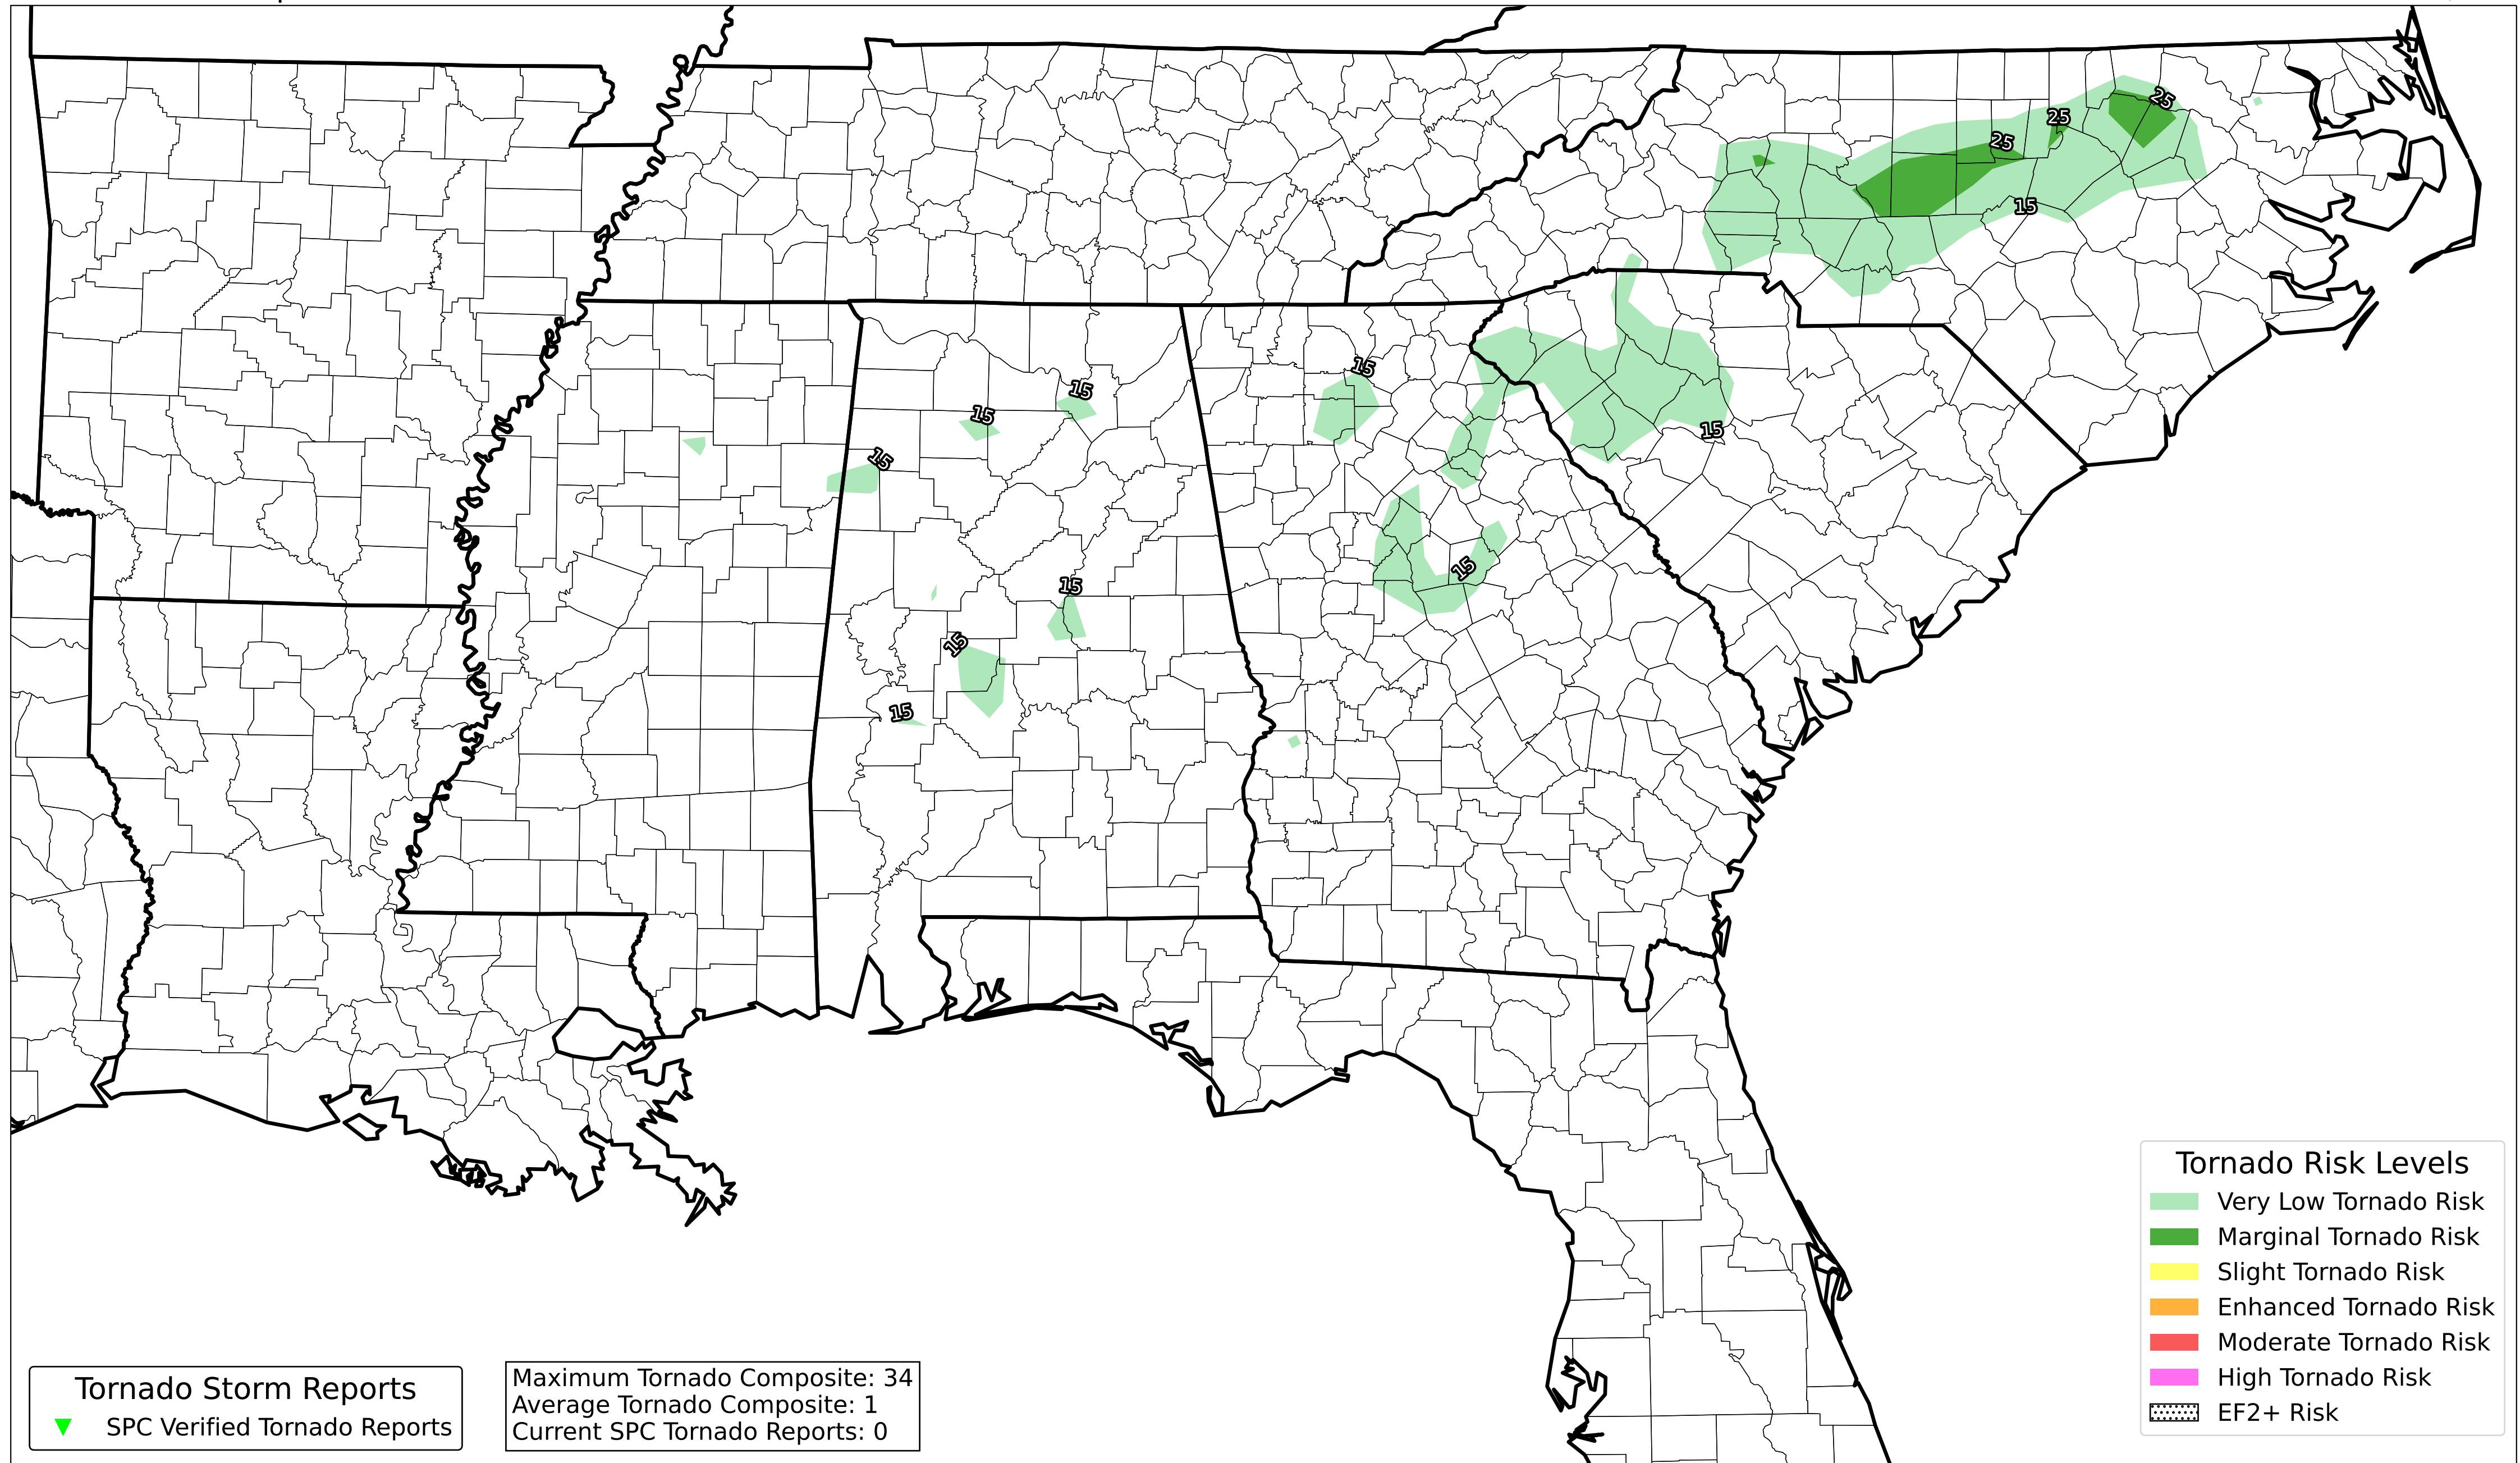 25
25
25
15
15
15
15
15
15
15
15
15
15
Tornado Risk Levels
Very Low Tornado Risk
Marginal Tornado Risk
Slight Tornado Risk
Enhanced Tornado Risk
Moderate Tornado Risk
High Tornado Risk
EF2+ Risk
Tornado Storm Reports
SPC Verified Tornado Reports
Maximum Tornado Composite: 34
Average Tornado Composite: 1
Current SPC Tornado Reports: 0